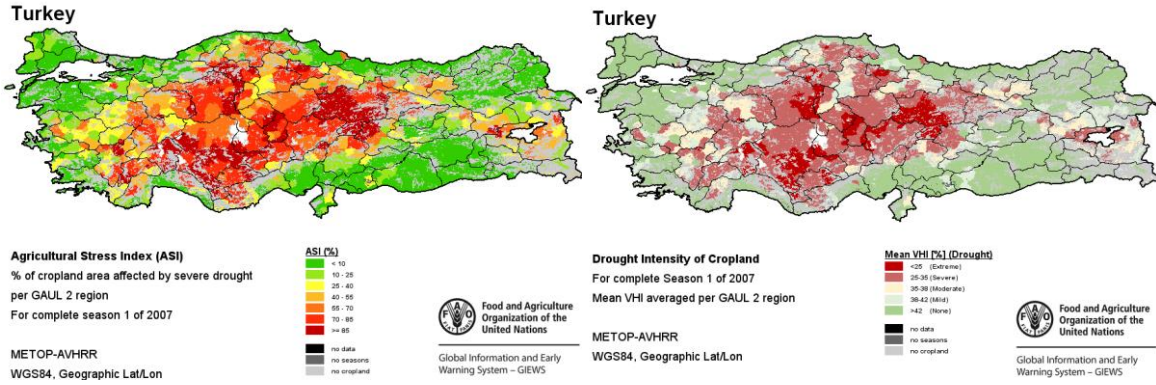 Turkey
Agricultural Stress Index (ASI)
% of cropland area affected by severe drought
per GAUL 2 region
For complete season 1 of 2007
METOP-AVHRR
WGS84, Geographic Lat/Lon
ASI (%)
< 10
10 - 25
25 - 40
40 - 55
55 - 70
70 - 85
>= 85
no data
no seasons
no cropland
FAO
FIAT PANIS
Food and Agriculture
Organization of the
United Nations
Global Information and Early
Warning System – GIEWS
Turkey
Drought Intensity of Cropland
For complete Season 1 of 2007
Mean VHI averaged per GAUL 2 region
METOP-AVHRR
WGS84, Geographic Lat/Lon
Mean VHI [%] (Drought)
<25 (Extreme)
25-35 (Severe)
35-38 (Moderate)
38-42 (Mild)
>42 (None)
no data
no seasons
no cropland
FAO
FIAT PANIS
Food and Agriculture
Organization of the
United Nations
Global Information and Early
Warning System – GIEWS